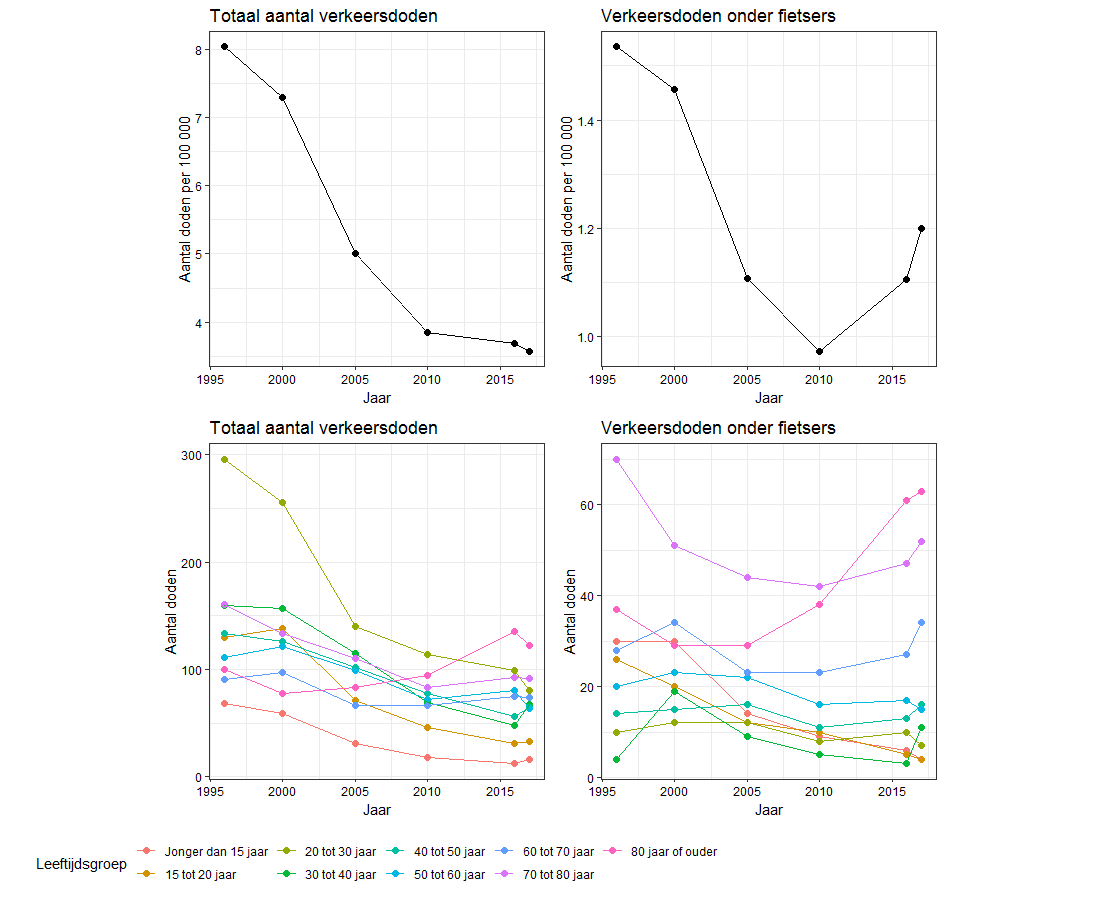 Totaal aantal verkeersdoden
Aantal doden per 100 000
8
7
6
5
4
1995 2000 2005 2010 2015
Jaar
Verkeersdoden onder fietsers
Aantal doden per 100 000
1.4
1.2
1.0
1995 2000 2005 2010 2015
Jaar
Totaal aantal verkeersdoden
Aantal doden
300
200
100
0
1995 2000 2005 2010 2015
Jaar
Verkeersdoden onder fietsers
Aantal doden
60
40
20
0
1995 2000 2005 2010 2015
Jaar
Leeftijdsgroep
Jonger dan 15 jaar 20 tot 30 jaar 40 tot 50 jaar 60 tot 70 jaar 80 jaar of ouder
15 tot 20 jaar 30 tot 40 jaar 50 tot 60 jaar 70 tot 80 jaar